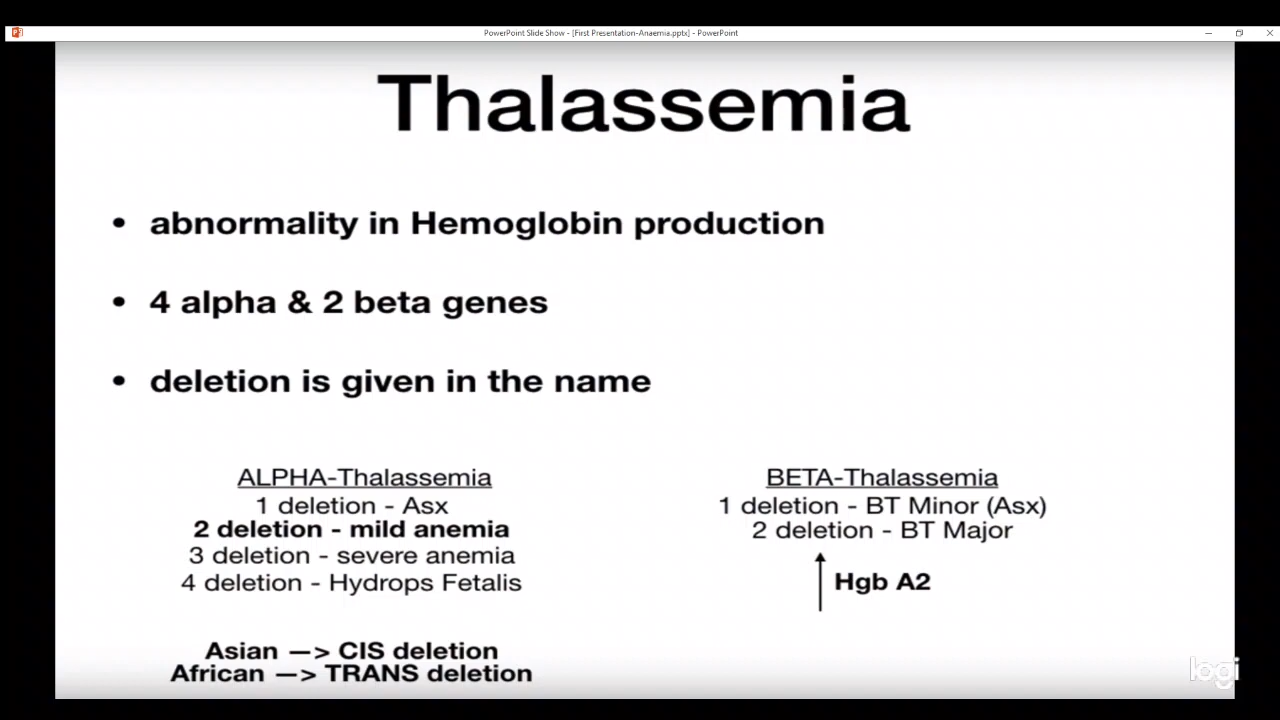 PowerPoint Slide Show - [First Presentation-Anaemia.pptx] - PowerPoint
Thalassemia
• abnormality in Hemoglobin production
• 4 alpha & 2 beta genes
• deletion is given in the name
ALPHA-Thalassemia
1 deletion - Asx
2 deletion - mild anemia
3 deletion - severe anemia
4 deletion - Hydrops Fetalis
Asian —> CIS deletion
African —> TRANS deletion
BETA-Thalassemia
1 deletion - BT Minor (Asx)
2 deletion - BT Major
↑ Hgb A2
logi